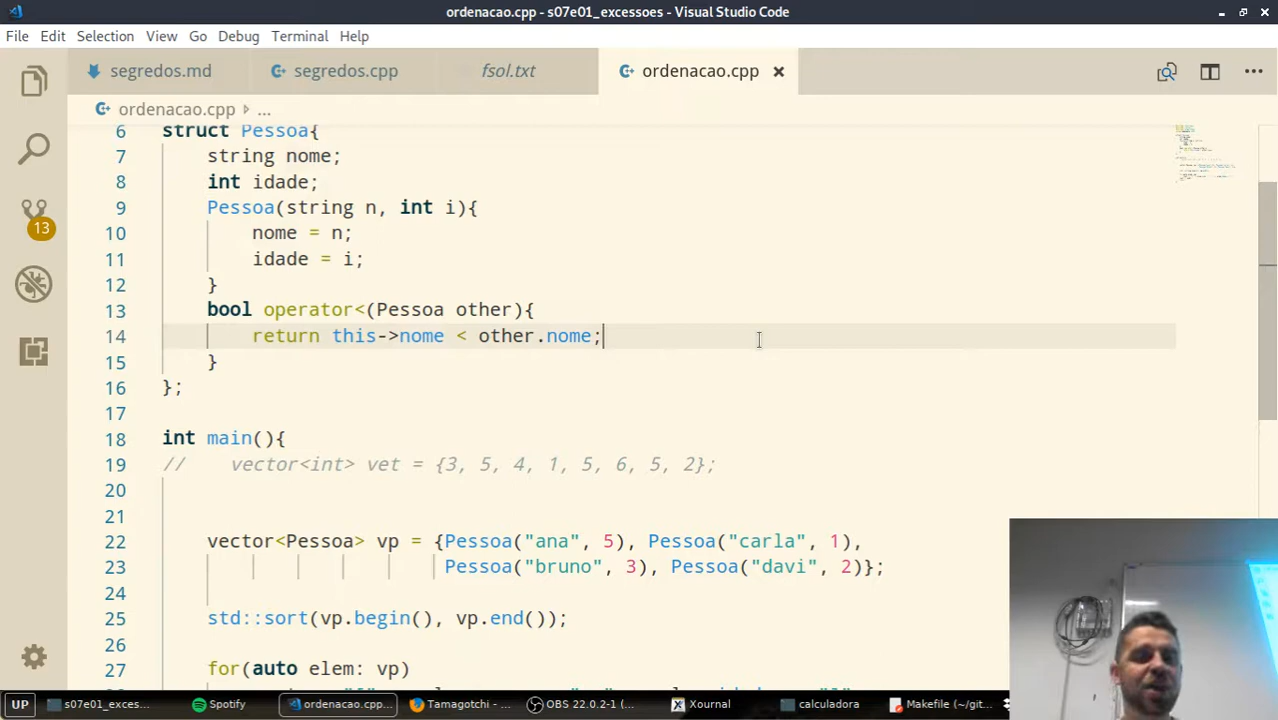 ordenacao.cpp - s07e01_excessoes - Visual Studio Code
File Edit Selection View Go Debug Terminal Help
segredos.md segredos.cpp fsol.txt ordenacao.cpp
ordenacao.cpp ...
6 struct Pessoa{
7 string nome;
8 int idade;
9 Pessoa(string n, int i){
10 nome = n;
11 idade = i;
12 }
13 bool operator<(Pessoa other){
14 return this->nome < other.nome;
15 }
16 };
17
18 int main(){
19 // vector<int> vet = {3, 5, 4, 1, 5, 6, 5, 2};
20
21
22 vector<Pessoa> vp = {Pessoa("ana", 5), Pessoa("carla", 1),
23 Pessoa("bruno", 3), Pessoa("davi", 2)};
24
25 std::sort(vp.begin(), vp.end());
26
27 for(auto elem: vp)
13
UP s07e01_exces... Spotify ordenacao.cpp... Tamagotchi - ... OBS 22.0.2-1 (... Xournal calculadora Makefile (~/git...